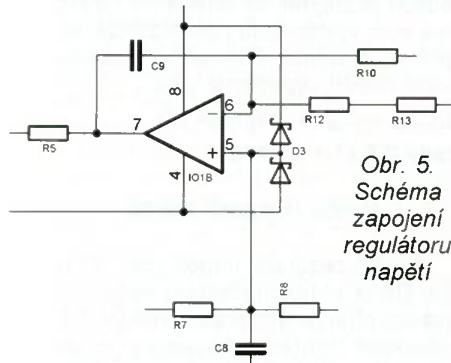 C9
R10
8
6
R12
R13
7
R5
5
D3
IO1B
4
Obr. 5.
Schéma
zapojení
regulátoru
napětí
R7
R8
C8